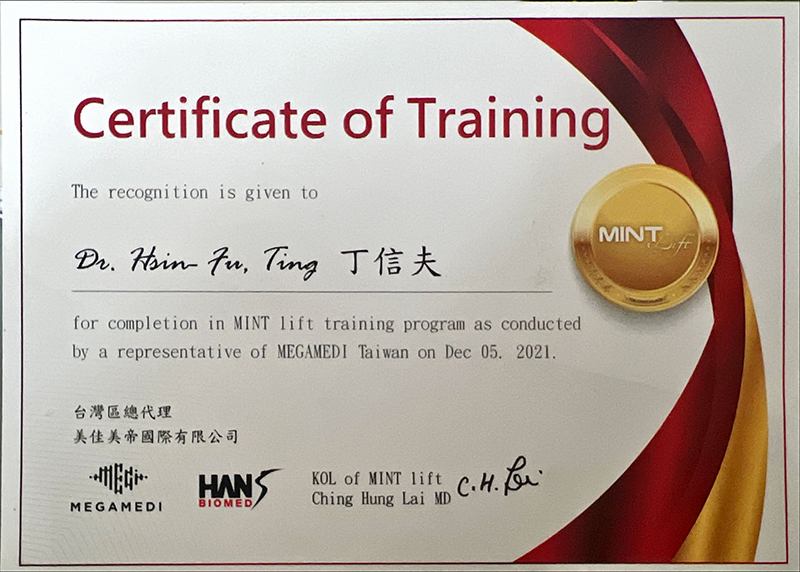 Certificate of Training
The recognition is given to
MINT Lift
Dr. Hsin-Fu, Ting 丁信夫
for completion in MINT lift training program as conducted
by a representative of MEGAMEDI Taiwan on Dec 05. 2021.
台灣區總代理
美佳美帝國際有限公司
MEGAMEDI
HANS
BIOMED
KOL of MINT lift
Ching Hung Lai MD
C.H. Lai